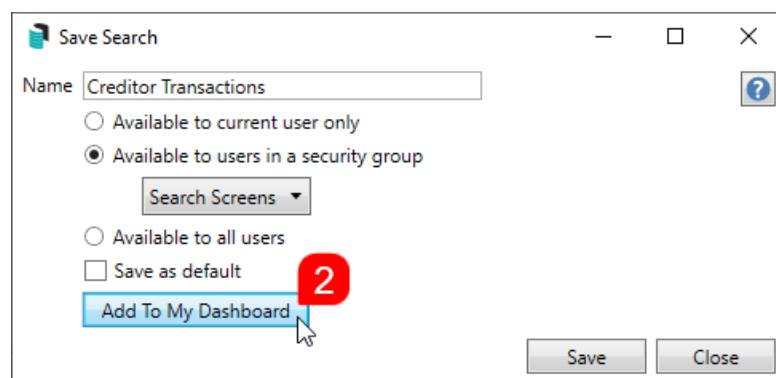 Save Search
Name Creditor Transactions
?
Available to current user only
Available to users in a security group
Search Screens
Available to all users
Save as default
2
Add To My Dashboard
Save Close